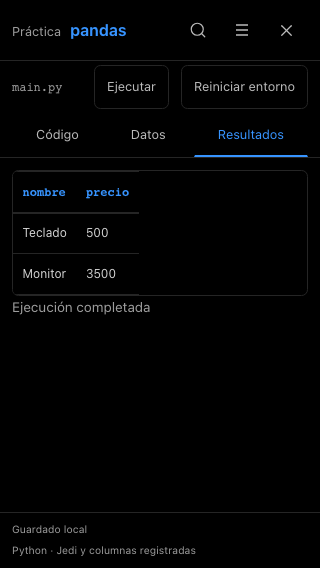 Práctica pandas
main.py Ejecutar Reiniciar entorno
Código Datos Resultados
nombre precio
Teclado 500
Monitor 3500
Ejecución completada
Guardado local
Python · Jedi y columnas registradas